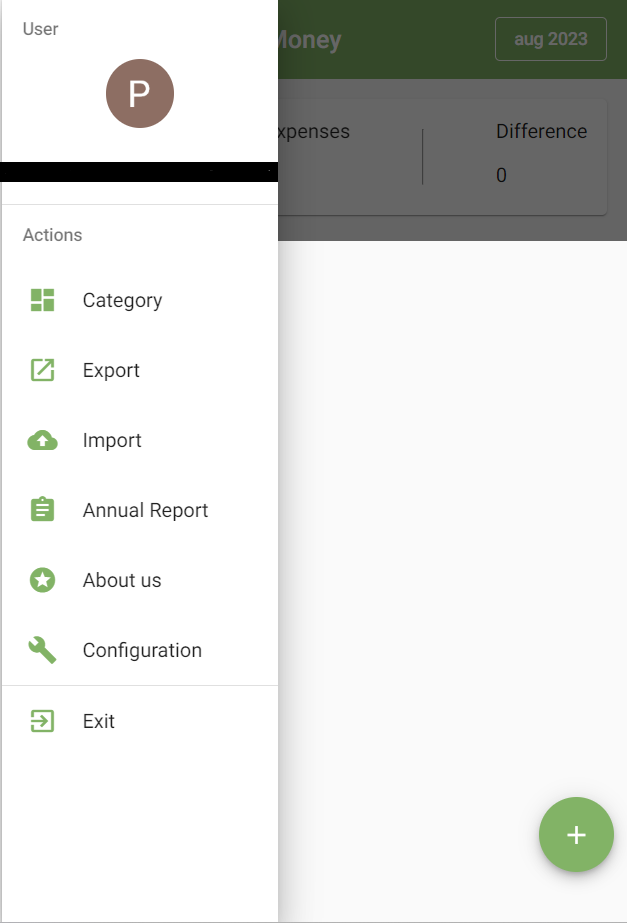 User
Money
aug 2023
P
xpenses
Difference
0
Actions
Category
Export
Import
Annual Report
About us
Configuration
Exit
+